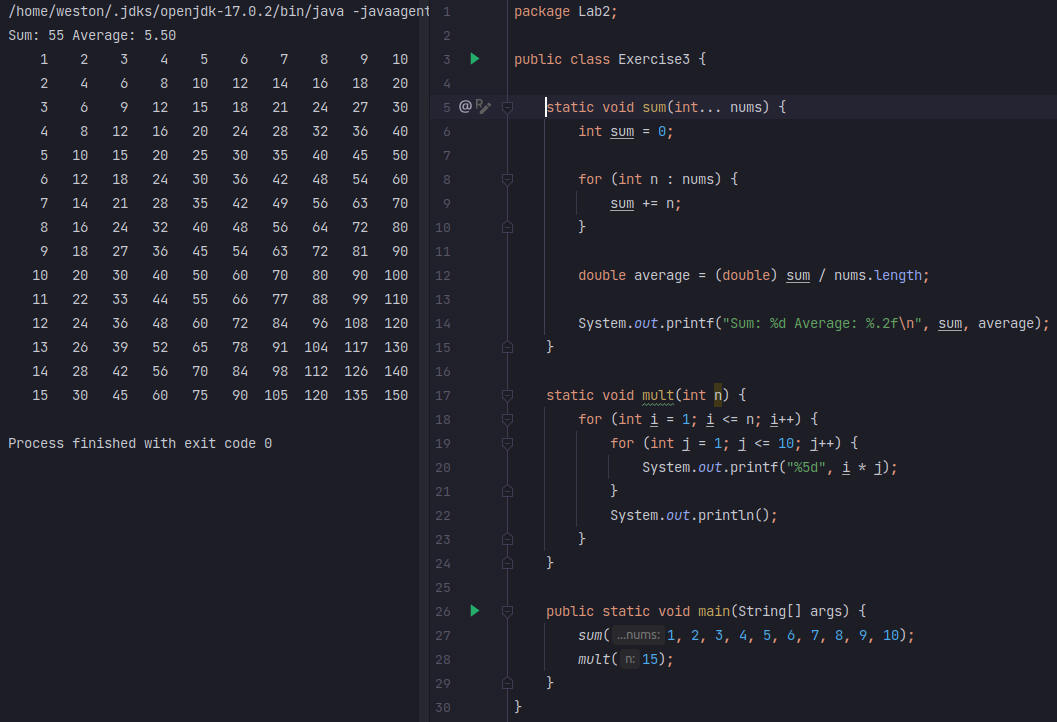 /home/weston/.jdks/openjdk-17.0.2/bin/java -javaagent
Sum: 55 Average: 5.50
    1    2    3    4    5    6    7    8    9   10
    2    4    6    8   10   12   14   16   18   20
    3    6    9   12   15   18   21   24   27   30
    4    8   12   16   20   24   28   32   36   40
    5   10   15   20   25   30   35   40   45   50
    6   12   18   24   30   36   42   48   54   60
    7   14   21   28   35   42   49   56   63   70
    8   16   24   32   40   48   56   64   72   80
    9   18   27   36   45   54   63   72   81   90
   10   20   30   40   50   60   70   80   90  100
   11   22   33   44   55   66   77   88   99  110
   12   24   36   48   60   72   84   96  108  120
   13   26   39   52   65   78   91  104  117  130
   14   28   42   56   70   84   98  112  126  140
   15   30   45   60   75   90  105  120  135  150
Process finished with exit code 0
1 package Lab2;
2
3 public class Exercise3 {
4
5     static void sum(int... nums) {
6         int sum = 0;
7
8         for (int n : nums) {
9             sum += n;
10         }
11
12         double average = (double) sum / nums.length;
13
14         System.out.printf("Sum: %d Average: %.2f\n", sum, average);
15     }
16
17     static void mult(int n) {
18         for (int i = 1; i <= n; i++) {
19             for (int j = 1; j <= 10; j++) {
20                 System.out.printf("%5d", i * j);
21             }
22             System.out.println();
23         }
24     }
25
26     public static void main(String[] args) {
27         sum( ...nums: 1, 2, 3, 4, 5, 6, 7, 8, 9, 10);
28         mult( n: 15);
29     }
30 }